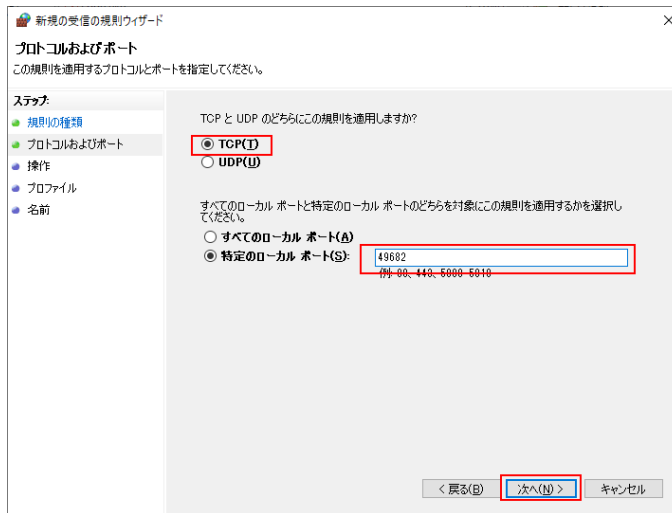 新規の受信の規則ウィザード
プロトコルおよびポート
この規則を適用するプロトコルとポートを指定してください。
ステップ:
規則の種類
プロトコルおよびポート
操作
プロファイル
名前
TCP と UDP のどちらにこの規則を適用しますか?
TCP(T)
UDP(U)
すべてのローカル ポートと特定のローカル ポートのどちらを対象にこの規則を適用するかを選択し
てください。
すべてのローカル ポート(A)
特定のローカル ポート(S):
49682
例: 80、443、5000-5010
< 戻る(B)
次へ(N) >
キャンセル